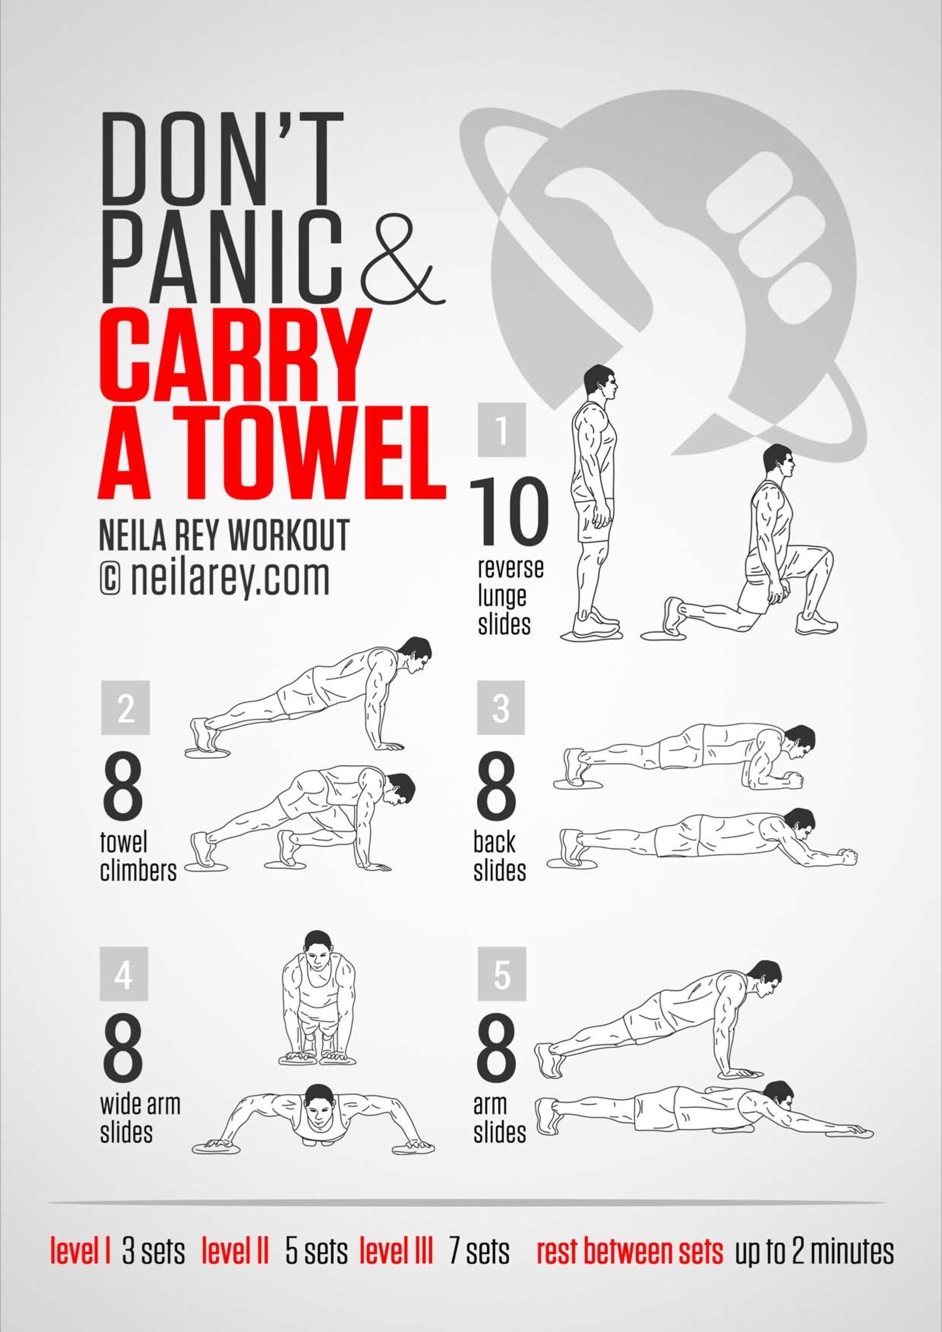 DON'T
PANIC &
CARRY
A TOWEL
NEILA REY WORKOUT
© neilarey.com
1
10
reverse
lunge
slides
2
8
towel
climbers
3
8
back
slides
4
8
wide arm
slides
5
8
arm
slides
level I 3 sets level II 5 sets level III 7 sets rest between sets up to 2 minutes